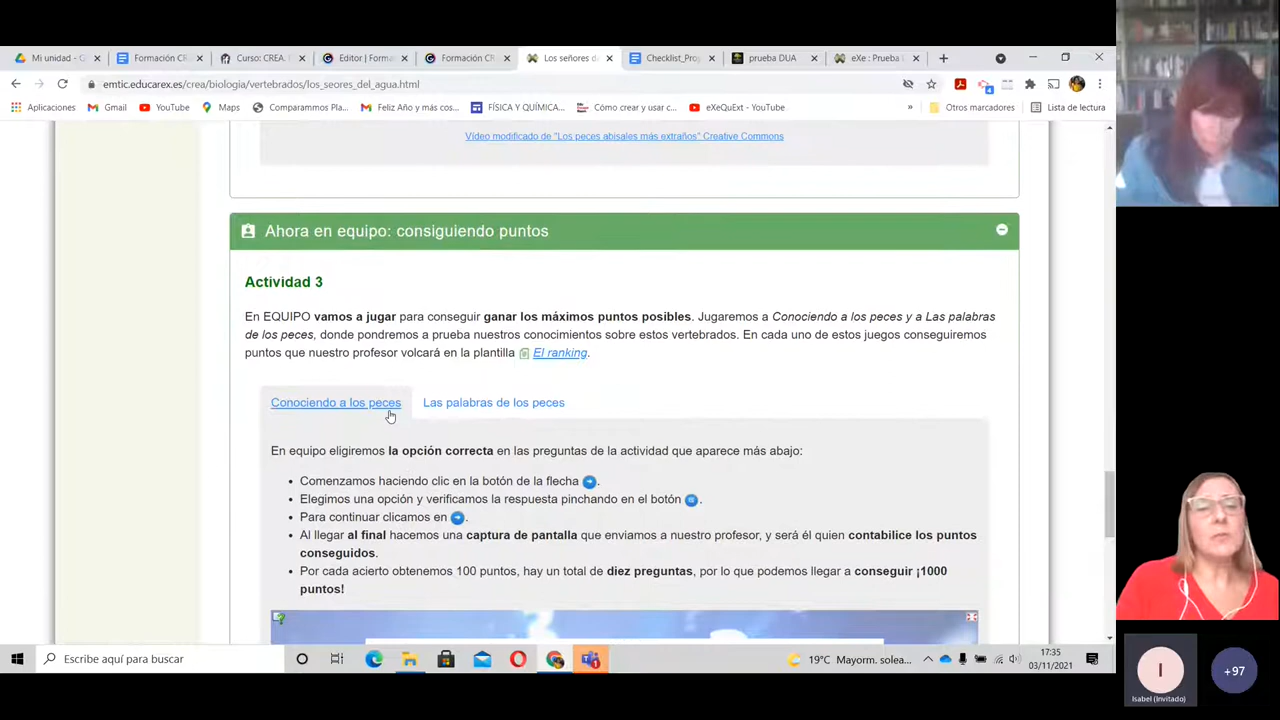 Mi unidad - G
Formación CR
Curso: CREA. F
Editor | Forma
Formación CR
Los señores d
Checklist_Pro
prueba DUA
eXe : Prueba
emtic.educarex.es/crea/biologia/vertebrados/los_seores_del_agua.html
Aplicaciones
Gmail
YouTube
Maps
Comparammos Plam...
Feliz Año y más cos...
FÍSICA Y QUÍMICA...
Cómo crear y usar c...
eXeQuExt - YouTube
»
Otros marcadores
Lista de lectura
Vídeo modificado de "Los peces abisales más extraños" Creative Commons
Ahora en equipo: consiguiendo puntos
Actividad 3
En EQUIPO vamos a jugar para conseguir ganar los máximos puntos posibles. Jugaremos a Conociendo a los peces y a Las palabras
de los peces, donde pondremos a prueba nuestros conocimientos sobre estos vertebrados. En cada uno de estos juegos conseguiremos
puntos que nuestro profesor volcará en la plantilla El ranking.
Conociendo a los peces Las palabras de los peces
En equipo eligiremos la opción correcta en las preguntas de la actividad que aparece más abajo:
• Comenzamos haciendo clic en la botón de la flecha .
• Elegimos una opción y verificamos la respuesta pinchando en el botón .
• Para continuar clicamos en .
• Al llegar al final hacemos una captura de pantalla que enviamos a nuestro profesor, y será él quien contabilice los puntos
conseguidos.
• Por cada acierto obtenemos 100 puntos, hay un total de diez preguntas, por lo que podemos llegar a conseguir ¡1000
puntos!
Escribe aquí para buscar
19°C Mayorm. solea...
17:35
03/11/2021
I
Isabel (Invitado)
+97